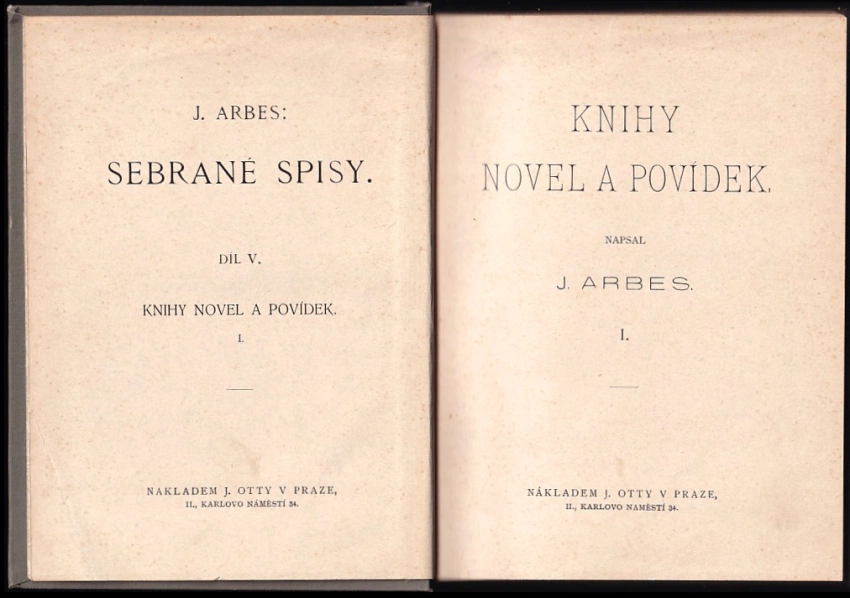 J. ARBES:
SEBRANÉ SPISY.
DÍL V.
KNIHY NOVEL A POVÍDEK.
I.
NAKLADEM J. OTTY V PRAZE,
II., KARLOVO NÁMĚSTÍ 34.
KNIHY
NOVEL A POVÍDEK.
NAPSAL
J. ARBES.
I.
NÁKLADEM J. OTTY V PRAZE,
II., KARLOVO NAMĚSTÍ 34.